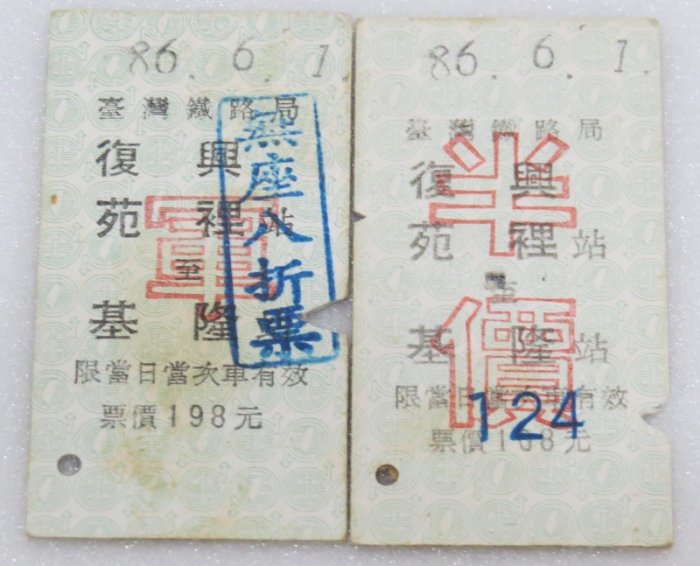 86.6.1.
臺灣鐵路局
復興
苑裡站
至
基隆
限當日當次車有效
票價198元
軍
無座八折票
86.6.1.
臺灣鐵路局
復興
苑裡站
至
基隆站
限當日當次車有效
票價108元
半價
124